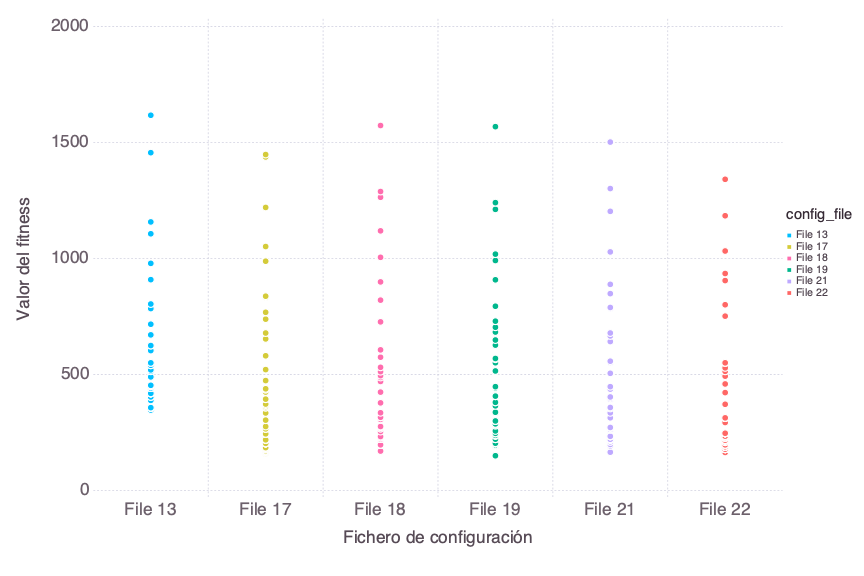 2000
1500
1000
500
0
Valor del fitness
File 13 File 17 File 18 File 19 File 21 File 22
Fichero de configuración
config_file
File 13
File 17
File 18
File 19
File 21
File 22